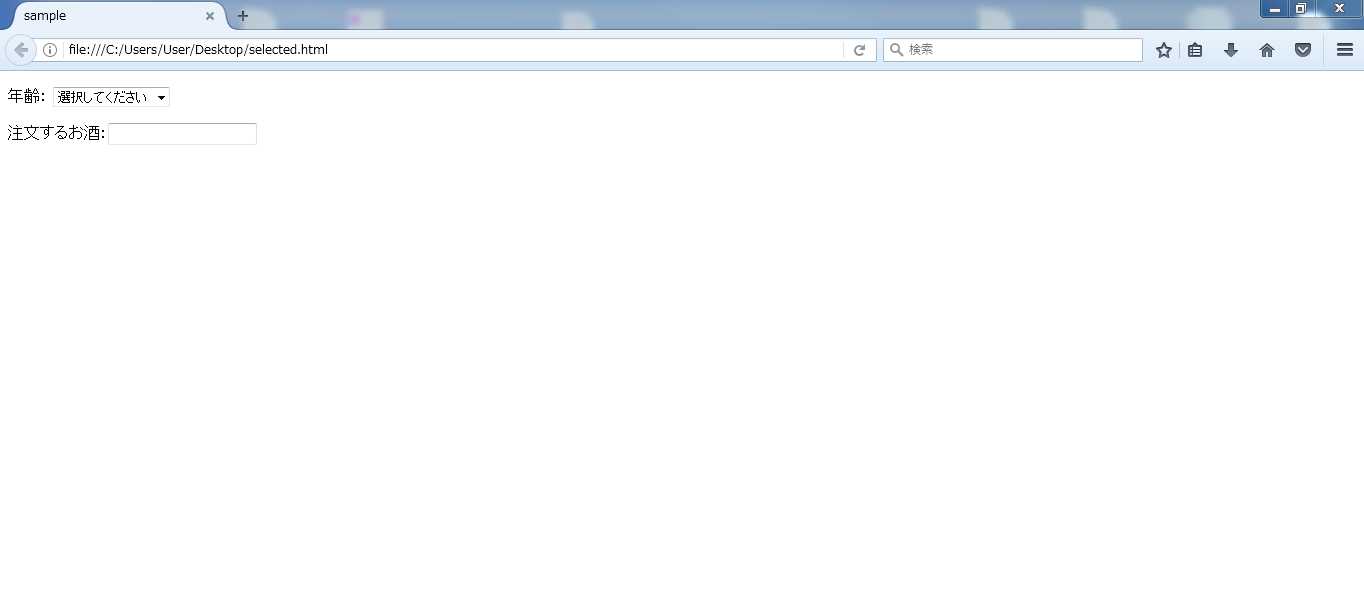 sample
file:///C:/Users/User/Desktop/selected.html
検索
年齢: 選択してください
注文するお酒: